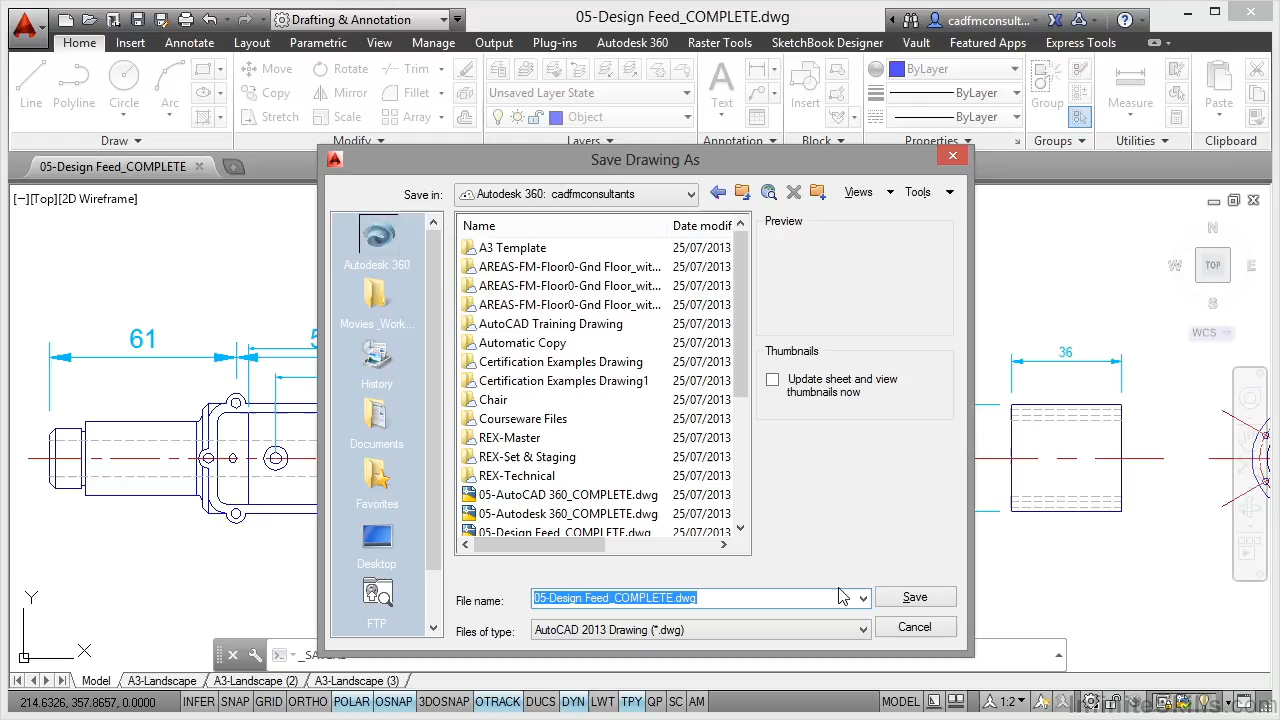 Drafting & Annotation
05-Design Feed_COMPLETE.dwg
cadfmconsult...
Home Insert Annotate Layout Parametric View Manage Output Plug-ins Autodesk 360 Raster Tools SketchBook Designer Vault Featured Apps Express Tools
Line Polyline Circle Arc
Move Rotate Trim
Copy Mirror Fillet
Stretch Scale Array
Unsaved Layer State
Object
Text
Insert
ByLayer
ByLayer
ByLayer
Group
Measure
Paste
Draw Modify Layers Annotation Block Properties Groups Utilities Clipboard
05-Design Feed_COMPLETE
[−][Top][2D Wireframe]
Save Drawing As
Save in: Autodesk 360: cadfmconsultants
Views Tools
Autodesk 360
Movies _Work...
History
Documents
Favorites
Desktop
FTP
Name Date modif
A3 Template 25/07/2013
AREAS-FM-Floor0-Gnd Floor_wit... 25/07/2013
AREAS-FM-Floor0-Gnd Floor_wit... 25/07/2013
AREAS-FM-Floor0-Gnd Floor_wit... 25/07/2013
AutoCAD Training Drawing 25/07/2013
Automatic Copy 25/07/2013
Certification Examples Drawing 25/07/2013
Certification Examples Drawing1 25/07/2013
Chair 25/07/2013
Courseware Files 25/07/2013
REX-Master 25/07/2013
REX-Set & Staging 25/07/2013
REX-Technical 25/07/2013
05-AutoCAD 360_COMPLETE.dwg 25/07/2013
05-Autodesk 360_COMPLETE.dwg 25/07/2013
05-Design Feed_COMPLETE.dwg 25/07/2013
Preview
Thumbnails
Update sheet and view
thumbnails now
File name: 05-Design Feed_COMPLETE.dwg
Save
Files of type: AutoCAD 2013 Drawing (*.dwg)
Cancel
61
36
N
W TOP E
S
WCS
Y
X
Model A3-Landscape A3-Landscape (2) A3-Landscape (3)
214.6326, 357.8657, 0.0000 INFER SNAP GRID ORTHO POLAR OSNAP 3DOSNAP OTRACK DUCS DYN LWT TPY QP SC AM MODEL 1:2
InfiniteSkills.com